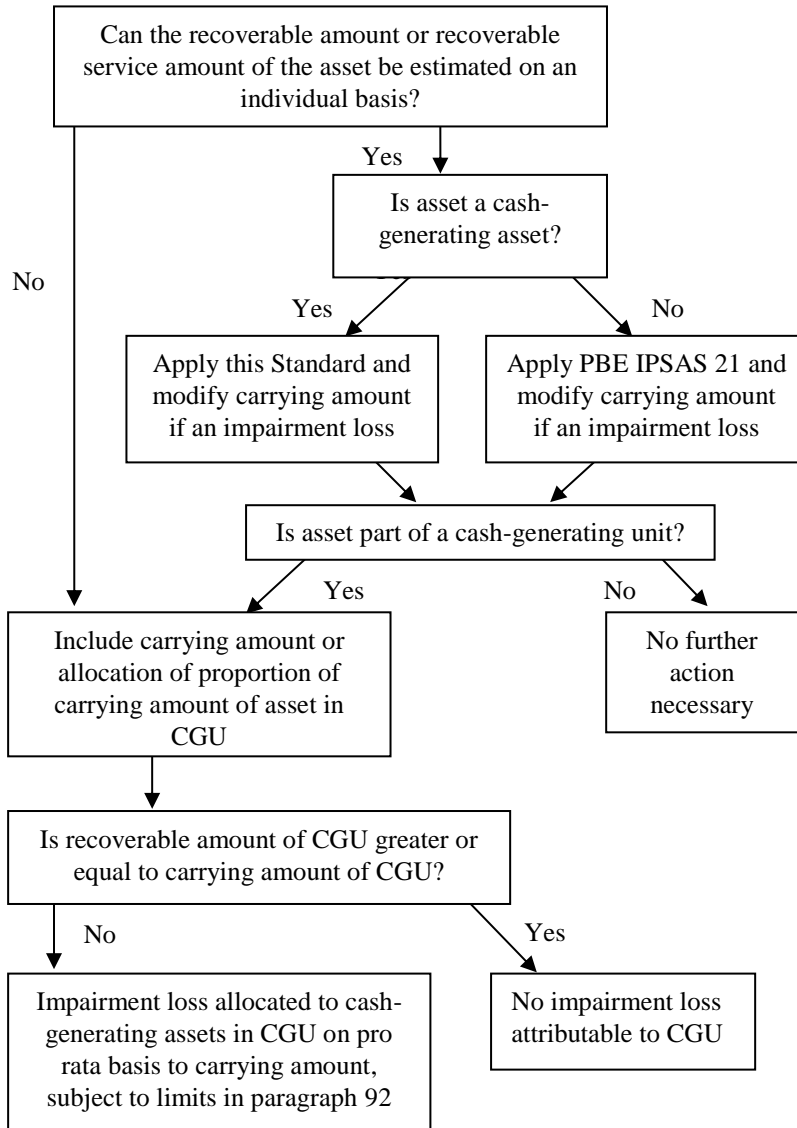 Can the recoverable amount or recoverable
service amount of the asset be estimated on an
individual basis?
Yes
Is asset a cash-
generating asset?
No
Yes
No
Apply this Standard and
modify carrying amount
if an impairment loss
Apply PBE IPSAS 21 and
modify carrying amount
if an impairment loss
Is asset part of a cash-generating unit?
Yes
No
Include carrying amount or
allocation of proportion of
carrying amount of asset in
CGU
No further
action
necessary
Is recoverable amount of CGU greater or
equal to carrying amount of CGU?
No
Yes
Impairment loss allocated to cash-
generating assets in CGU on pro
rata basis to carrying amount,
subject to limits in paragraph 92
No impairment loss
attributable to CGU